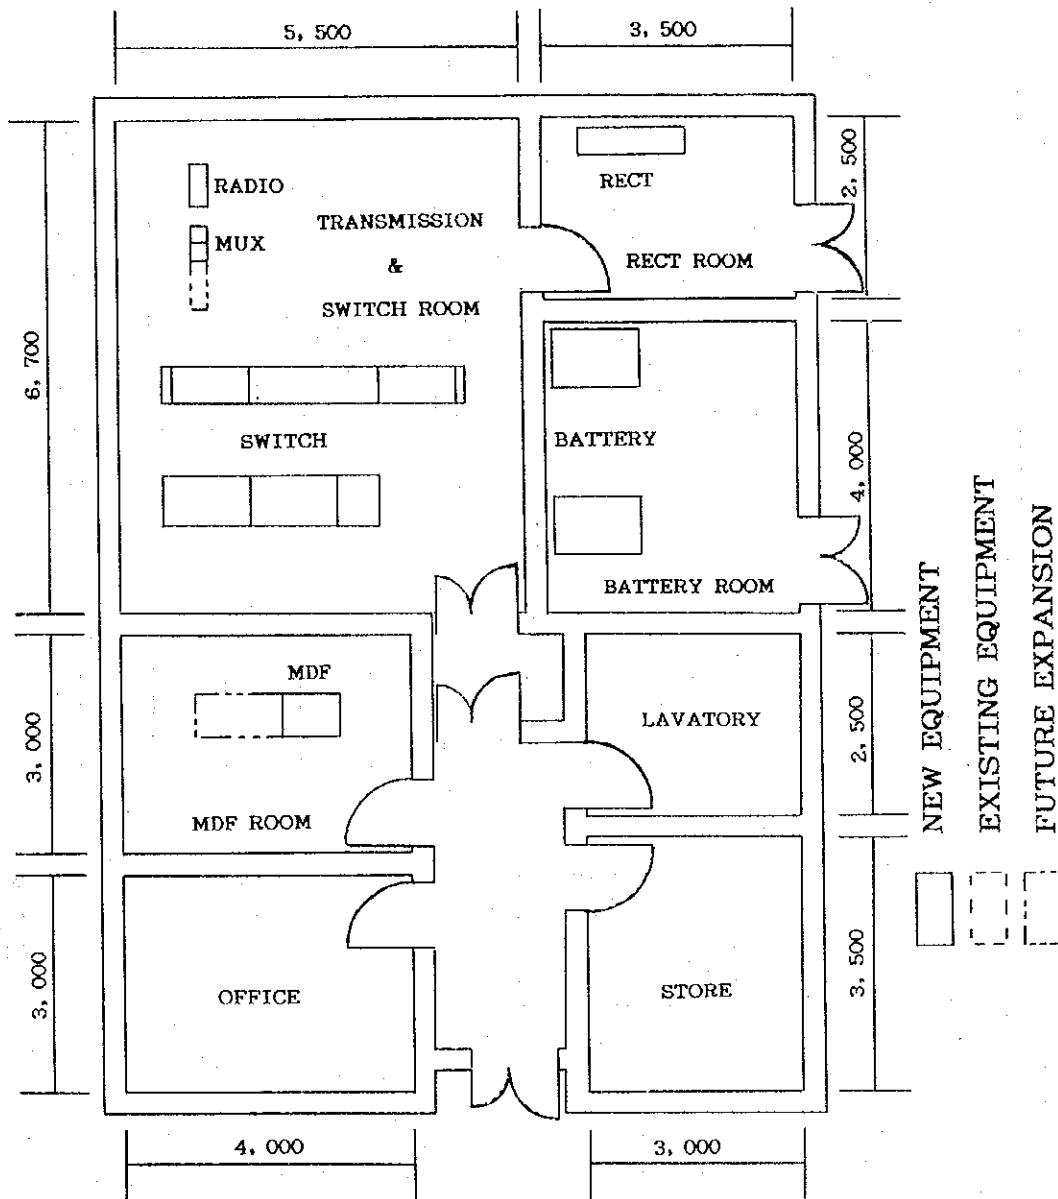 5, 500
3, 500
RADIO
MUX
TRANSMISSION
&
SWITCH ROOM
RECT
RECT ROOM
2, 500
6, 700
SWITCH
BATTERY
BATTERY ROOM
4, 000
MDF
MDF ROOM
3, 000
LAVATORY
2, 500
OFFICE
3, 000
STORE
3, 500
4, 000
3, 000
NEW EQUIPMENT
EXISTING EQUIPMENT
FUTURE EXPANSION